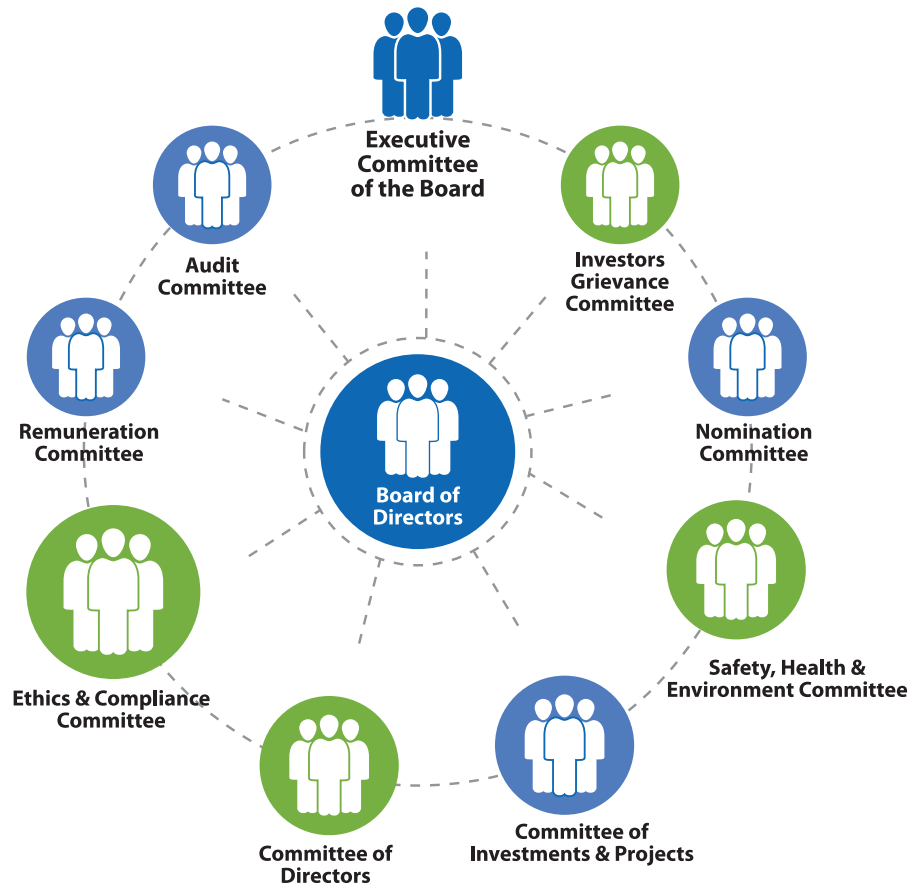 Executive
Committee
of the Board
Audit
Committee
Investors
Grievance
Committee
Remuneration
Committee
Nomination
Committee
Board of
Directors
Ethics & Compliance
Committee
Safety, Health &
Environment Committee
Committee of
Directors
Committee of
Investments & Projects